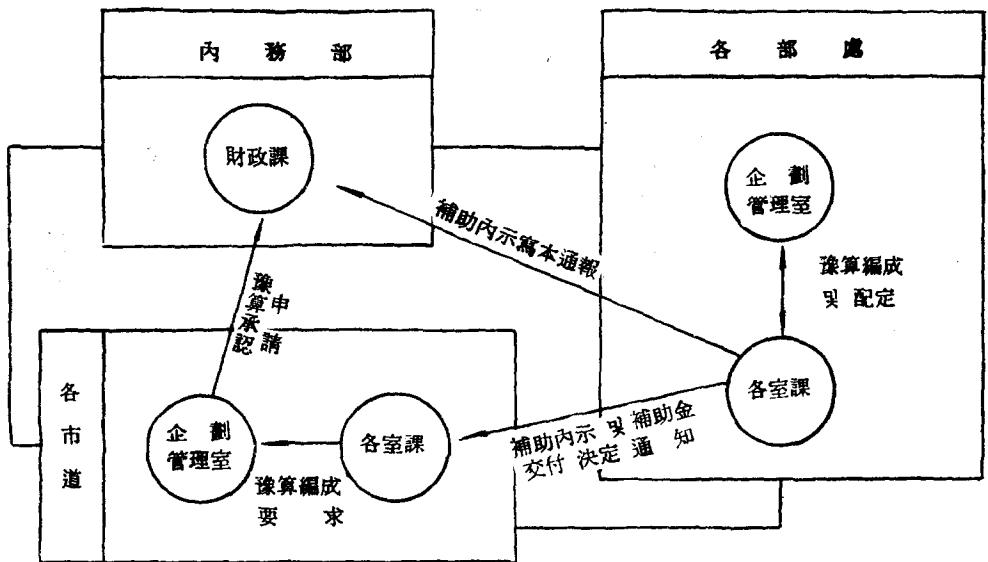 內務部
各部處
財政課
企劃
管理室
補助內示寫本通報
豫算編成
및 配定
豫算承認
申請
各室課
各市道
企劃
管理室
各室課
補助內示 및 補助金
交付 決定 通知
豫算編成
要求